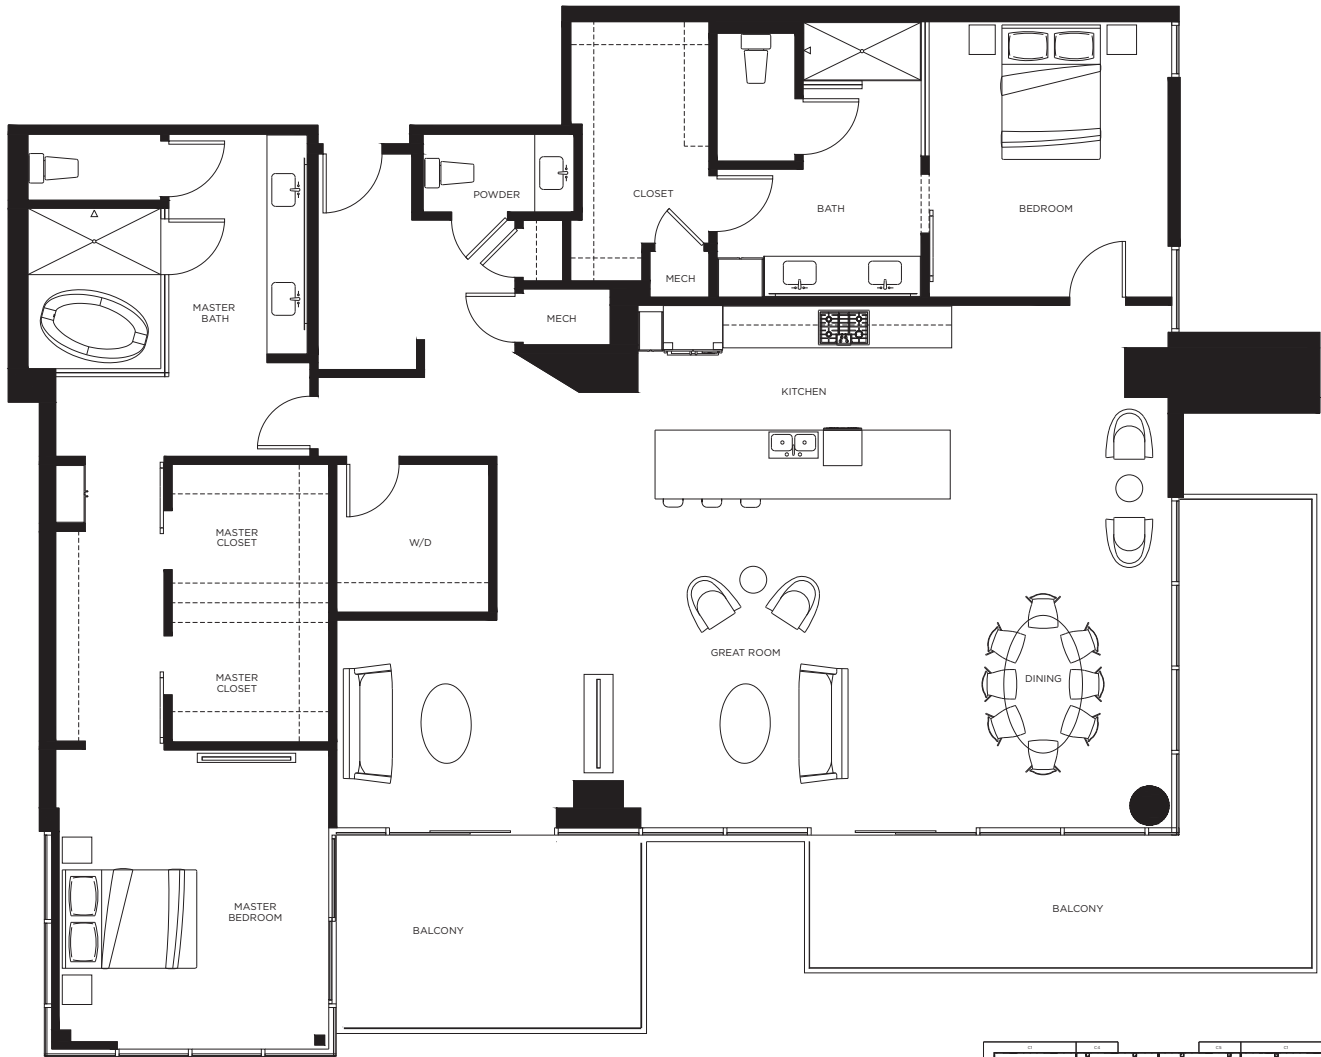 POWDER
CLOSET
BATH
BEDROOM
MECH
MASTER
BATH
MECH
KITCHEN
MASTER
CLOSET
W/D
GREAT ROOM
MASTER
CLOSET
DINING
MASTER
BEDROOM
BALCONY
BALCONY